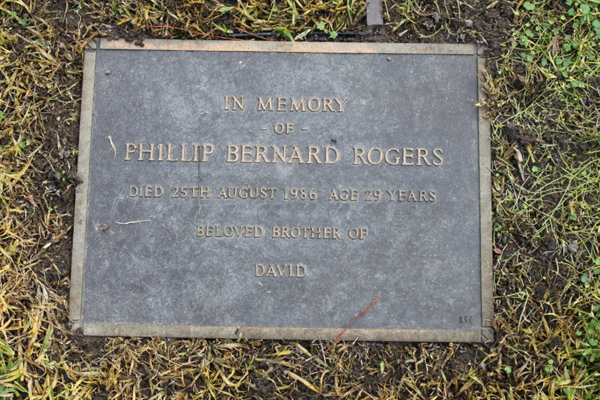 IN MEMORY
- OF -
PHILLIP BERNARD ROGERS
DIED 25TH AUGUST 1986 AGE 29 YEARS
BELOVED BROTHER OF
DAVID